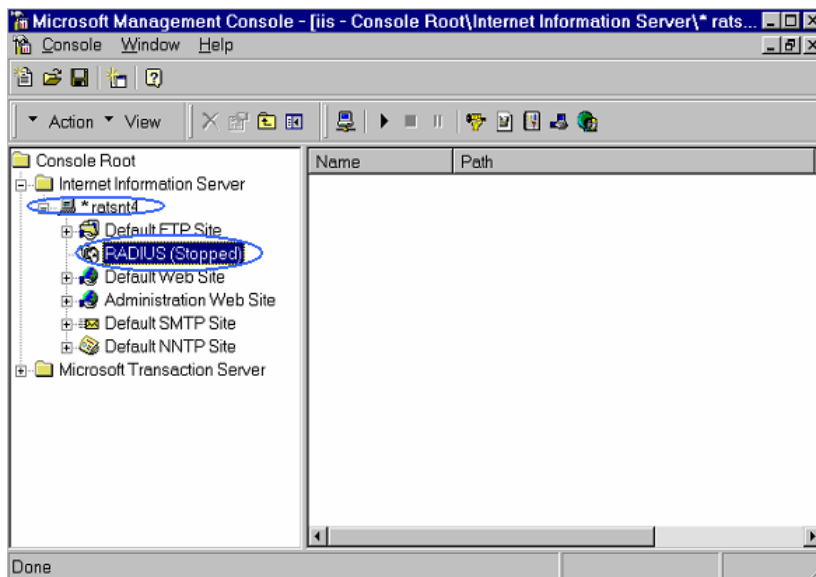 Microsoft Management Console - [iis - Console Root\Internet Information Server\* rats...
Console Window Help
Action View
Console Root
Name Path
Internet Information Server
* ratsnt4
Default FTP Site
RADIUS (Stopped)
Default Web Site
Administration Web Site
Default SMTP Site
Default NNTP Site
Microsoft Transaction Server
Done